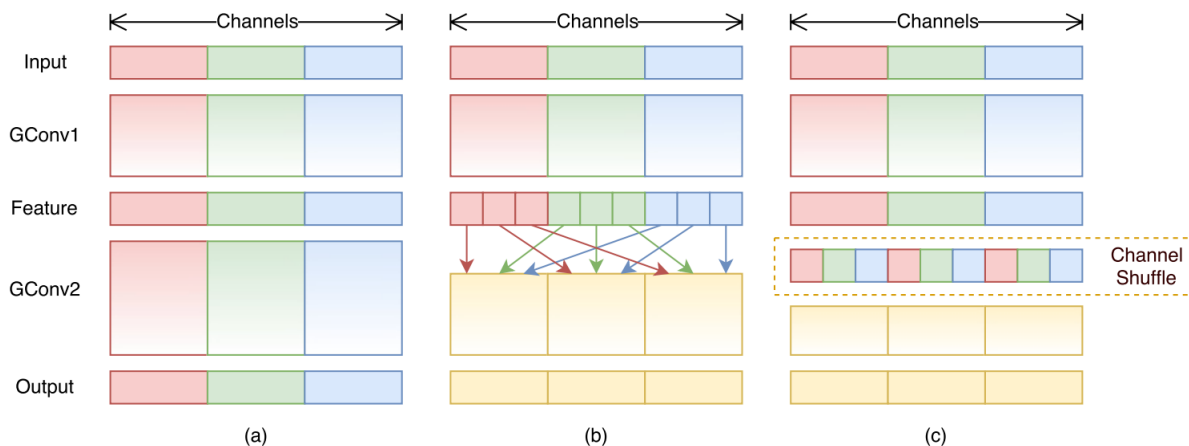 Channels
Channels
Channels
Input
GConv1
Feature
Channel
Shuffle
GConv2
Output
(a)
(b)
(c)